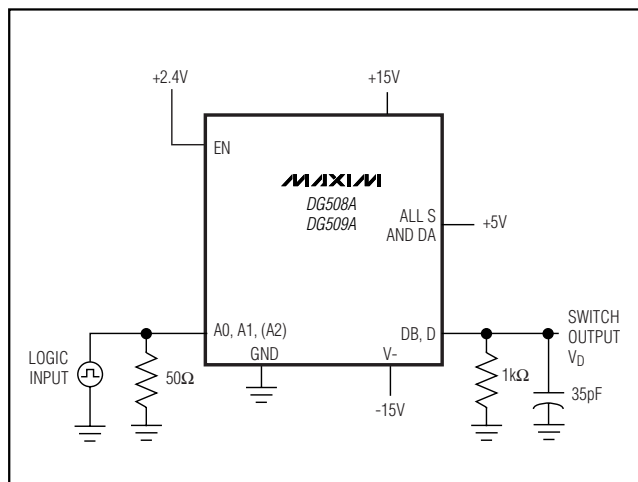 +2.4V
+15V
EN
MAXIM
DG508A
DG509A
ALL S
AND DA
+5V
A0, A1, (A2)
DB, D
SWITCH
OUTPUT
VD
LOGIC
INPUT
50Ω
GND
V-
1kΩ
35pF
-15V